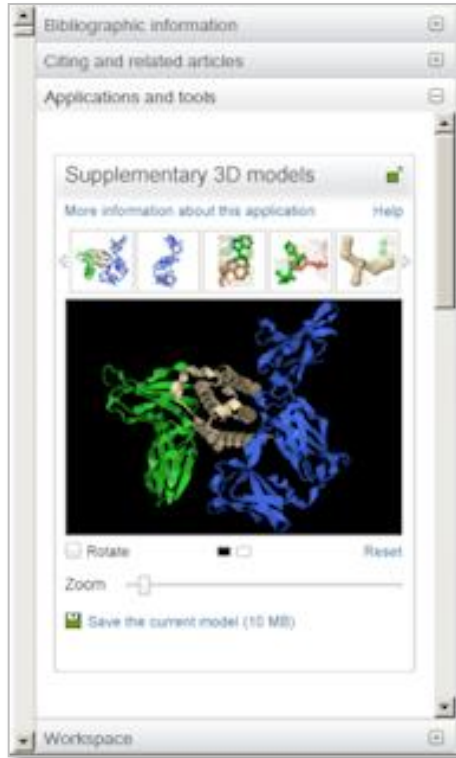 Bibliographic information
Citing and related articles
Applications and tools
Supplementary 3D models
More information about this application Help
Rotate Reset
Zoom
Save the current model (10 MB)
Workspace